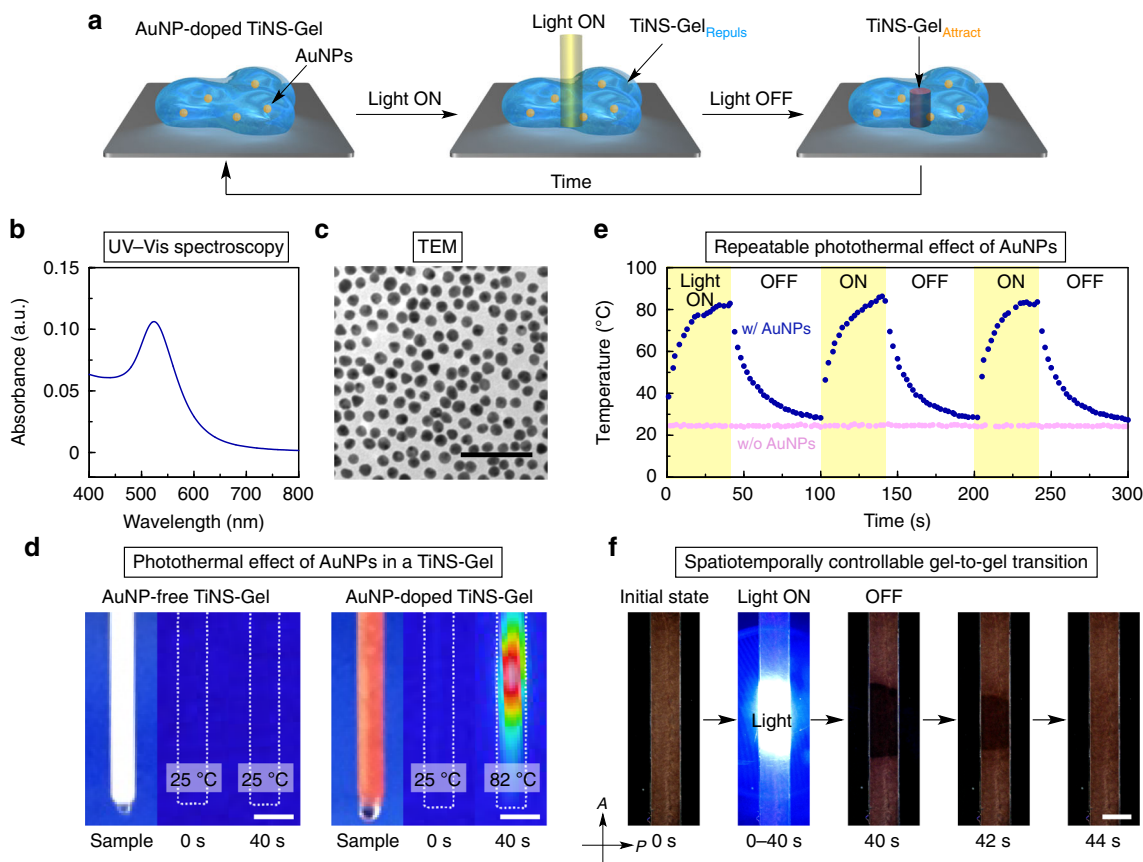 a
AuNP-doped TiNS-Gel
AuNPs
Light ON
Light ON
TiNS-GelRepuls
Light OFF
TiNS-GelAttract
Time
b
UV–Vis spectroscopy
0.15
0.10
0.05
0
Absorbance (a.u.)
400 500 600 700 800
Wavelength (nm)
c
TEM
e
Repeatable photothermal effect of AuNPs
100
80
60
40
20
0
Temperature (°C)
Light
ON
OFF
ON
OFF
ON
OFF
w/ AuNPs
w/o AuNPs
0 50 100 150 200 250 300
Time (s)
d
Photothermal effect of AuNPs in a TiNS-Gel
AuNP-free TiNS-Gel
25 °C
25 °C
Sample
0 s
40 s
AuNP-doped TiNS-Gel
25 °C
82 °C
Sample
0 s
40 s
f
Spatiotemporally controllable gel-to-gel transition
Initial state
Light ON
OFF
Light
A
P
0 s
0–40 s
40 s
42 s
44 s